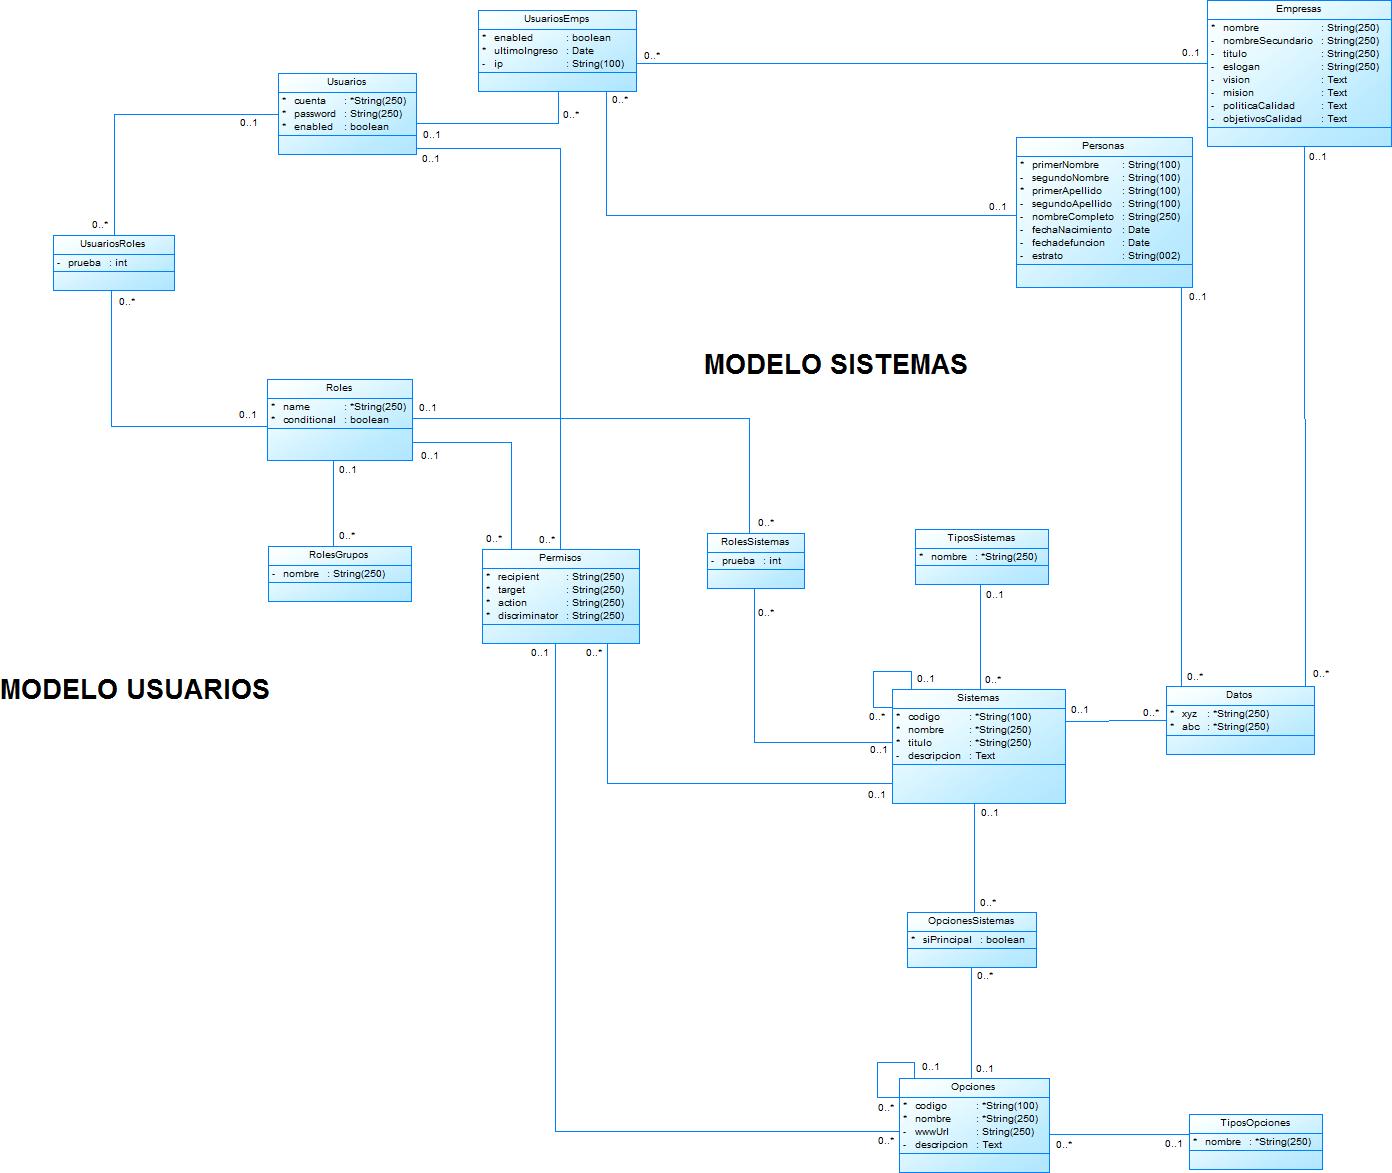 UsuariosEmps
* enabled : boolean
* ultimoIngreso : Date
- ip : String(100)
0..*
0..*
0..*
Empresas
* nombre : String(250)
- nombreSecundario : String(250)
- titulo : String(250)
- eslogan : String(250)
- vision : Text
- mision : Text
- politicaCalidad : Text
- objetivosCalidad : Text
0..1
0..1
Usuarios
* cuenta : *String(250)
* password : String(250)
* enabled : boolean
0..1
0..1
0..1
Personas
* primerNombre : String(100)
- segundoNombre : String(100)
* primerApellido : String(100)
- segundoApellido : String(100)
- nombreCompleto : String(250)
- fechaNacimiento : Date
- fechadefuncion : Date
- estrato : String(002)
0..1
0..1
0..*
UsuariosRoles
- prueba : int
0..*
MODELO SISTEMAS
Roles
* name : *String(250)
* conditional : boolean
0..1
0..1
0..1
0..1
0..*
RolesGrupos
- nombre : String(250)
0..*
0..*
Permisos
* recipient : String(250)
* target : String(250)
* action : String(250)
* discriminator : String(250)
0..1
0..*
0..*
RolesSistemas
- prueba : int
0..*
TiposSistemas
* nombre : *String(250)
0..1
MODELO USUARIOS
0..1
0..*
0..*
Sistemas
* codigo : *String(100)
* nombre : *String(250)
* titulo : *String(250)
- descripcion : Text
0..1
0..1
0..1
0..1
0..*
0..*
0..*
Datos
* xyz : *String(250)
* abc : *String(250)
0..*
OpcionesSistemas
* siPrincipal : boolean
0..*
0..1
0..1
0..*
0..*
Opciones
* codigo : *String(100)
* nombre : *String(250)
- wwwUrl : String(250)
- descripcion : Text
0..*
0..1
TiposOpciones
* nombre : *String(250)